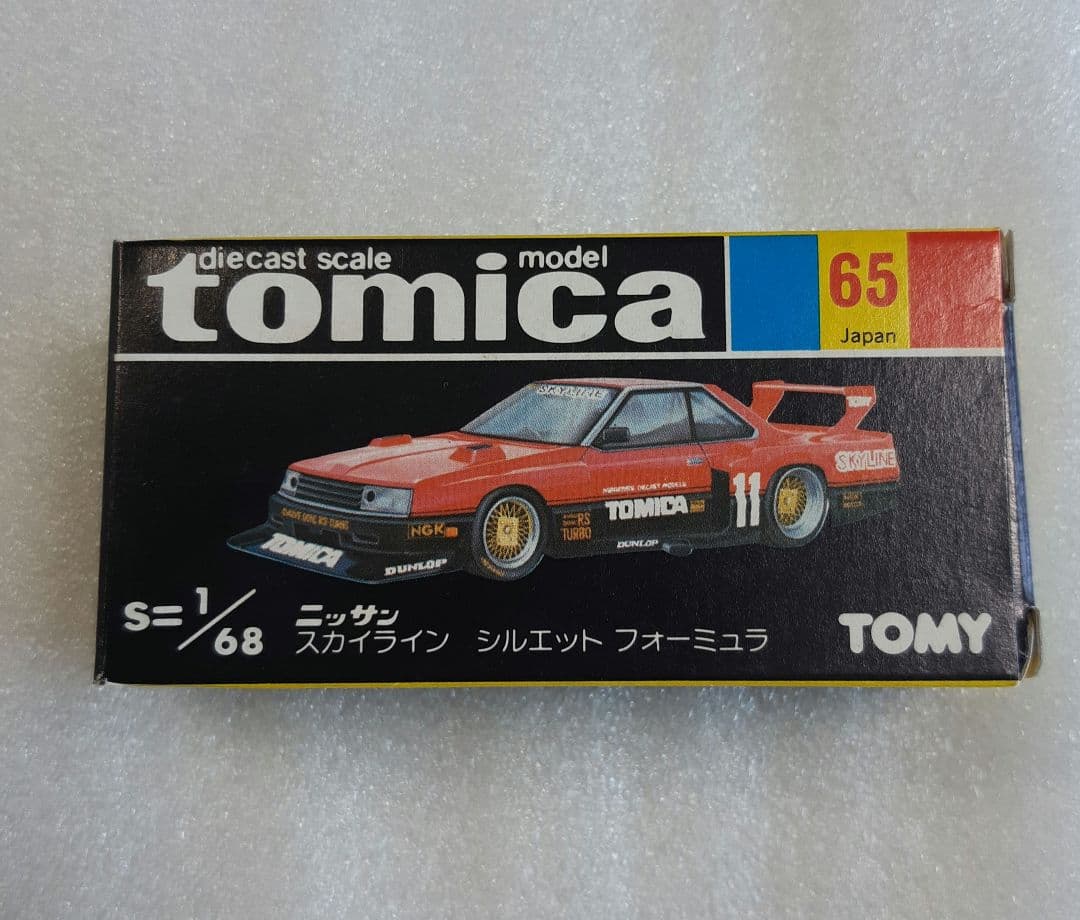 diecast scale model
tomica
65
Japan
SKYLINE
TOMICA
11
SKYLINE
NGK
RS
TURBO
DUNLOP
TOMICA
DUNLOP
S=1/68
ニッサン
スカイライン シルエット フォーミュラ
TOMY